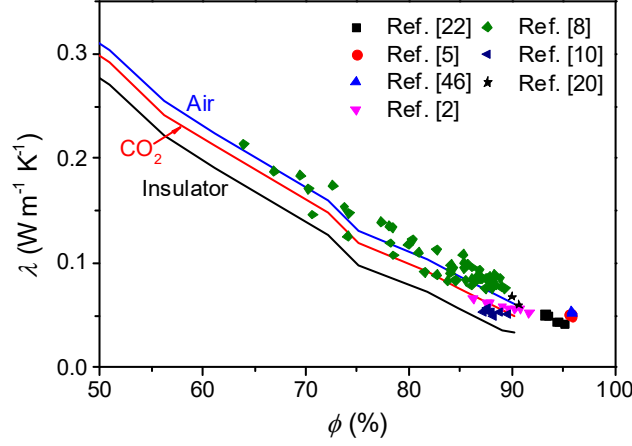 Ref. [22]
Ref. [5]
Ref. [46]
Ref. [2]
Ref. [8]
Ref. [10]
Ref. [20]
Air
CO₂
Insulator
λ (W m⁻¹ K⁻¹)
0.3
0.2
0.1
0.0
50 60 70 80 90 100
ϕ (%)